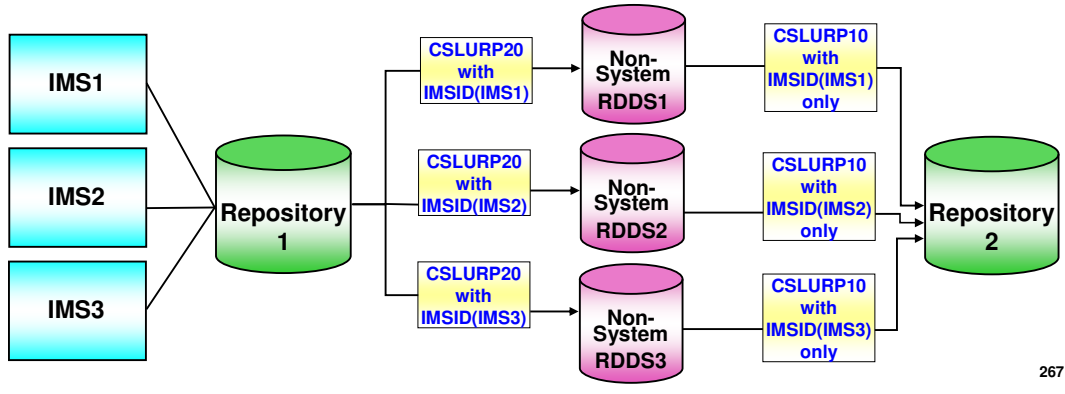 IMS1
IMS2
IMS3
Repository
1
CSLURP20
with
IMSID(IMS1)
Non-
System
RDDS1
CSLURP10
with
IMSID(IMS1)
only
CSLURP20
with
IMSID(IMS2)
Non-
System
RDDS2
CSLURP10
with
IMSID(IMS2)
only
CSLURP20
with
IMSID(IMS3)
Non-
System
RDDS3
CSLURP10
with
IMSID(IMS3)
only
Repository
2
267